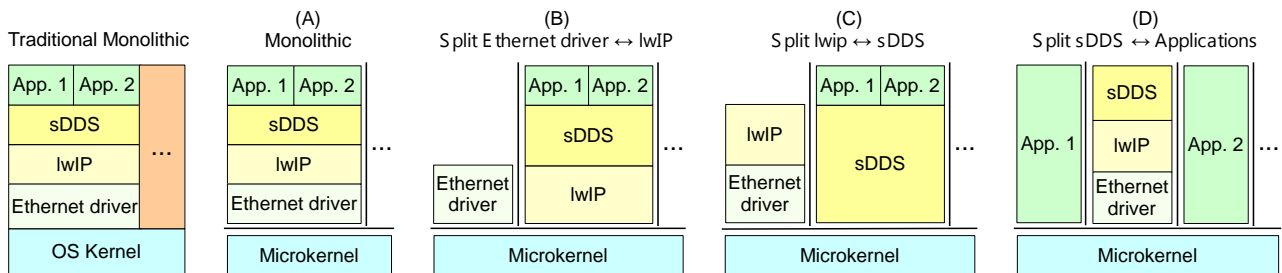 Traditional Monolithic
App. 1 App. 2
sDDS
lwIP
Ethernet driver
...
OS Kernel
(A)
Monolithic
App. 1 App. 2
sDDS
lwIP
Ethernet driver
...
Microkernel
(B)
Split Ethernet driver ↔ lwIP
Ethernet
driver
App. 1 App. 2
sDDS
lwIP
...
Microkernel
(C)
Split lwip ↔ sDDS
lwIP
Ethernet
driver
App. 1 App. 2
sDDS
...
Microkernel
(D)
Split sDDS ↔ Applications
App. 1
sDDS
lwIP
Ethernet
driver
App. 2
...
Microkernel